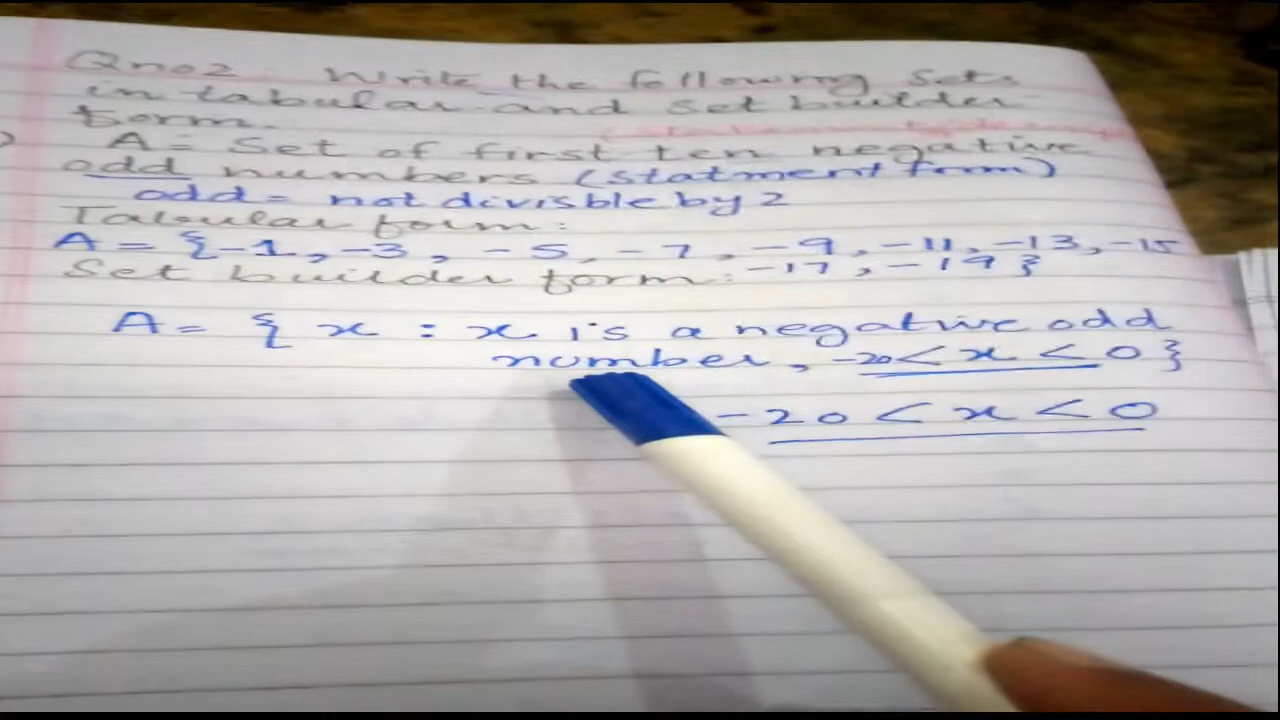 Qno2. Write the following Sets
in tabular and set builder
form.
A = Set of first ten negative
odd numbers (statment form)
odd = not divisble by 2
Tabular form:
A = {-1, -3, -5, -7, -9, -11, -13, -15
-17, -19}
Set builder form:
A = { x : x is a negative odd
number, -20 < x < 0 }
-20 < x < 0